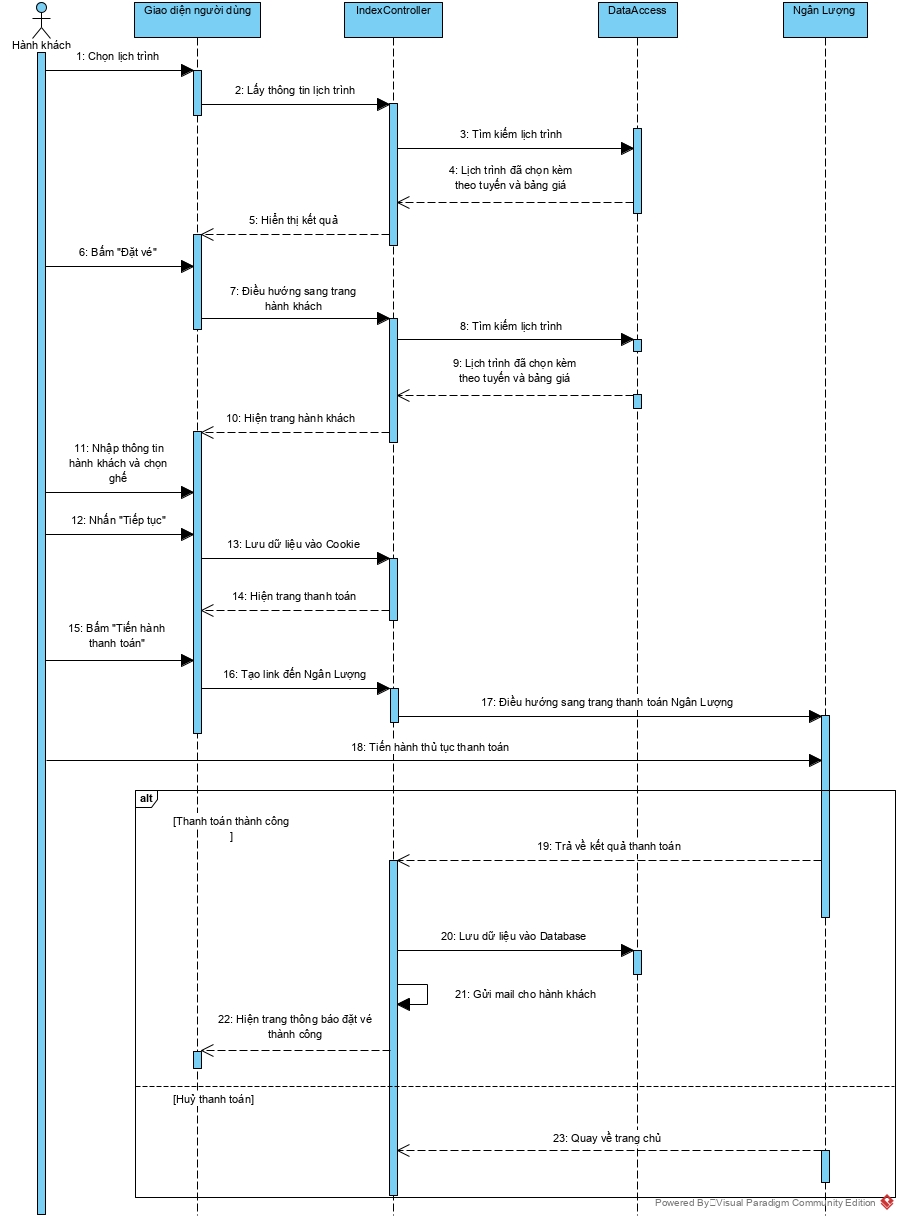 Giao diện người dùng
IndexController
DataAccess
Ngân Lượng
Hành khách
1: Chọn lịch trình
2: Lấy thông tin lịch trình
3: Tìm kiếm lịch trình
4: Lịch trình đã chọn kèm
theo tuyến và bảng giá
5: Hiển thị kết quả
6: Bấm "Đặt vé"
7: Điều hướng sang trang
hành khách
8: Tìm kiếm lịch trình
9: Lịch trình đã chọn kèm
theo tuyến và bảng giá
10: Hiện trang hành khách
11: Nhập thông tin
hành khách và chọn
ghế
12: Nhấn "Tiếp tục"
13: Lưu dữ liệu vào Cookie
14: Hiện trang thanh toán
15: Bấm "Tiến hành
thanh toán"
16: Tạo link đến Ngân Lượng
17: Điều hướng sang trang thanh toán Ngân Lượng
18: Tiến hành thủ tục thanh toán
alt
[Thanh toán thành công
]
19: Trả về kết quả thanh toán
20: Lưu dữ liệu vào Database
21: Gửi mail cho hành khách
22: Hiện trang thông báo đặt vé
thành công
[Huỷ thanh toán]
23: Quay về trang chủ
Powered By Visual Paradigm Community Edition